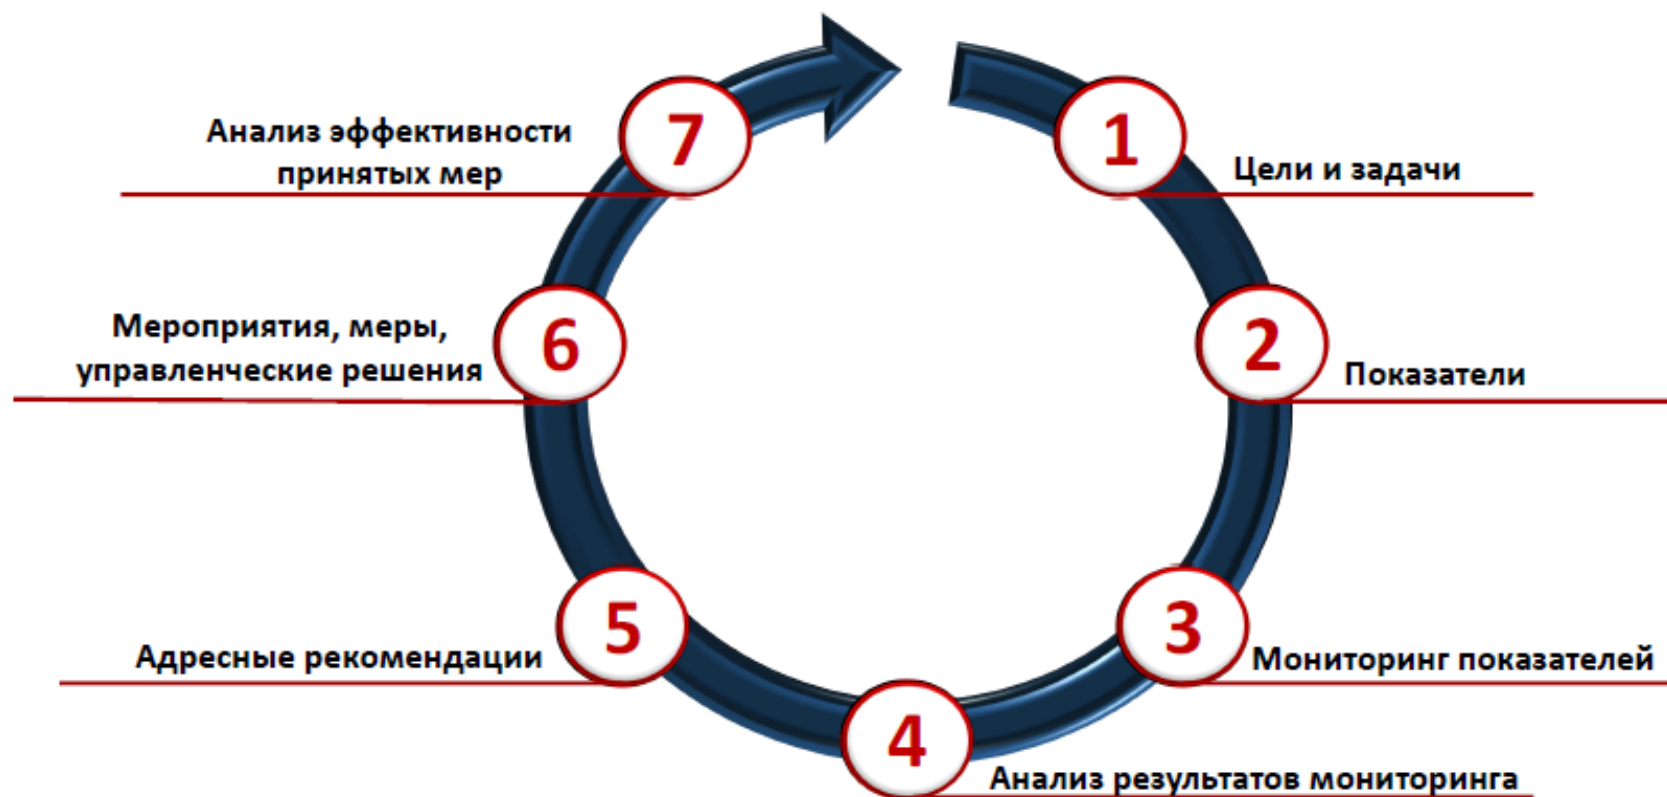 1
Цели и задачи
2
Показатели
3
Мониторинг показателей
4
Анализ результатов мониторинга
5
Адресные рекомендации
6
Мероприятия, меры,
управленческие решения
7
Анализ эффективности
принятых мер